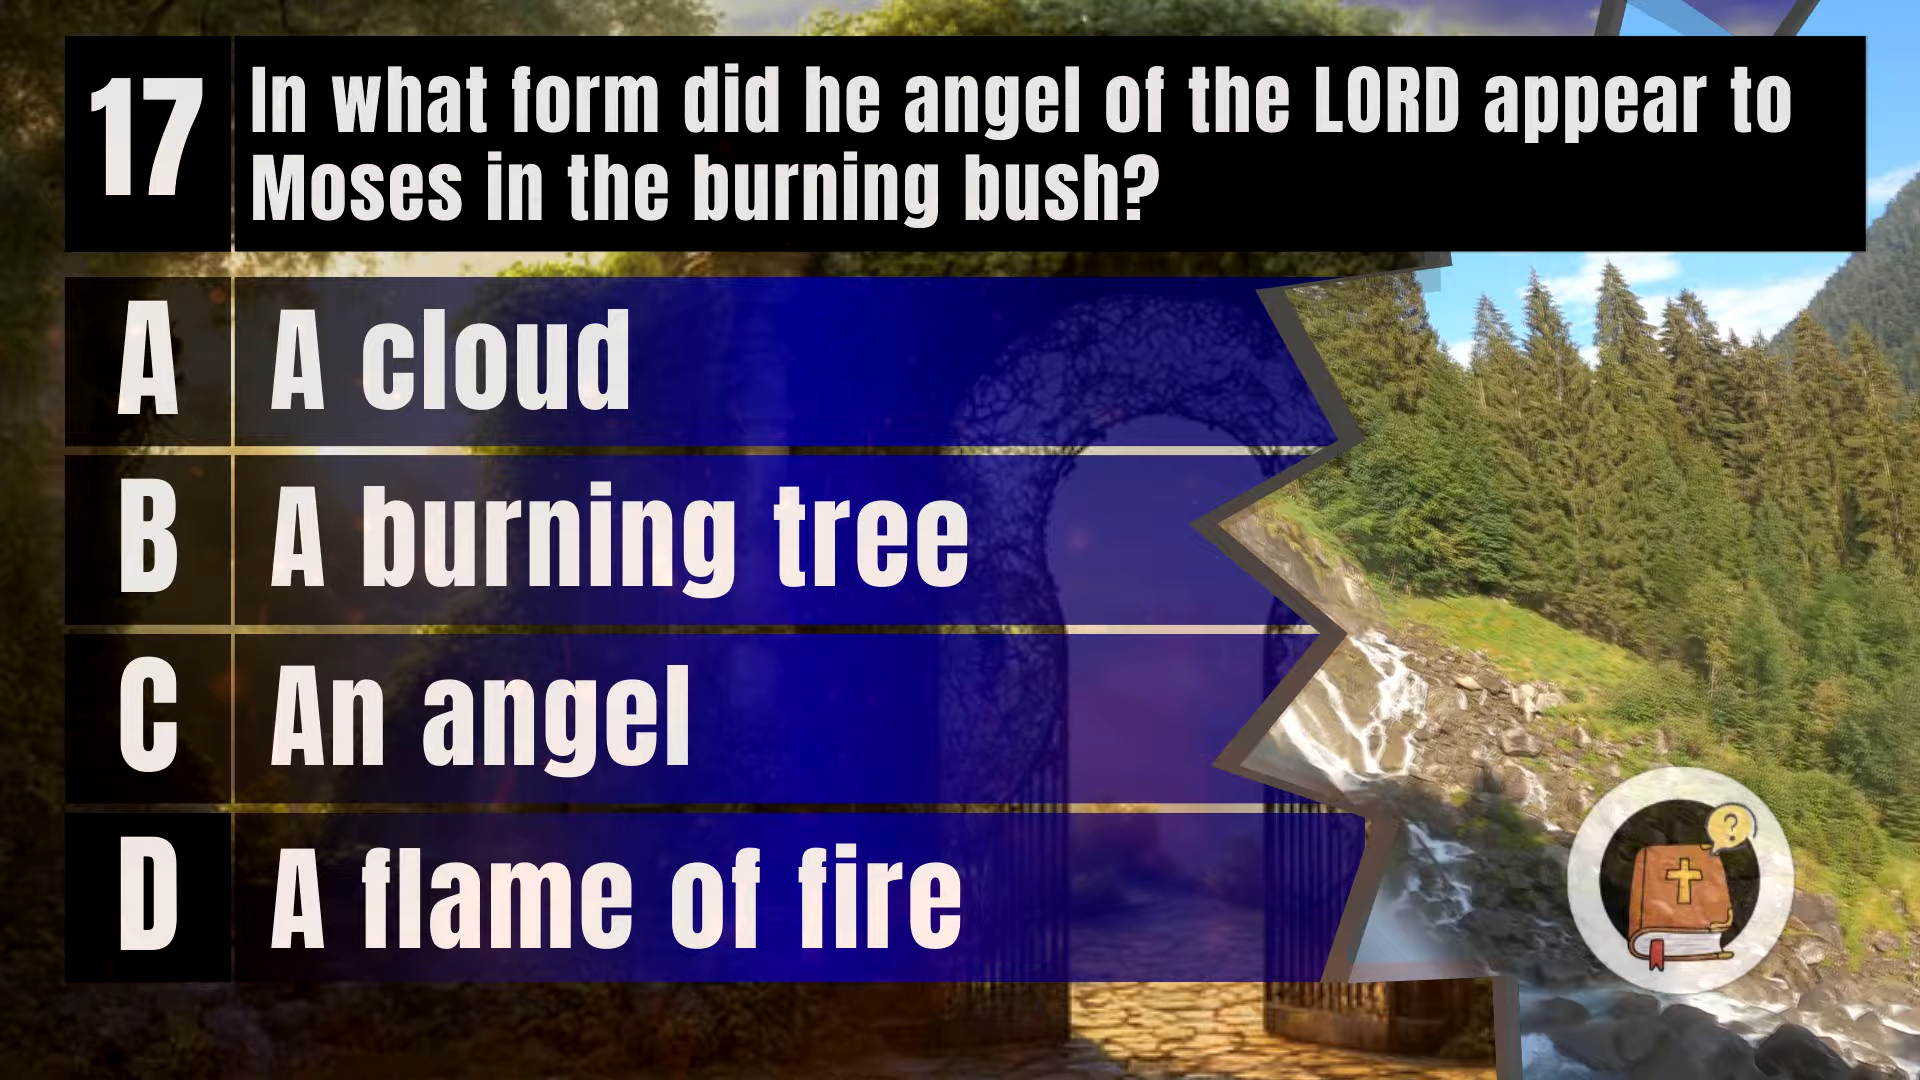 17
In what form did he angel of the LORD appear to
Moses in the burning bush?
A A cloud
B A burning tree
C An angel
D A flame of fire
?